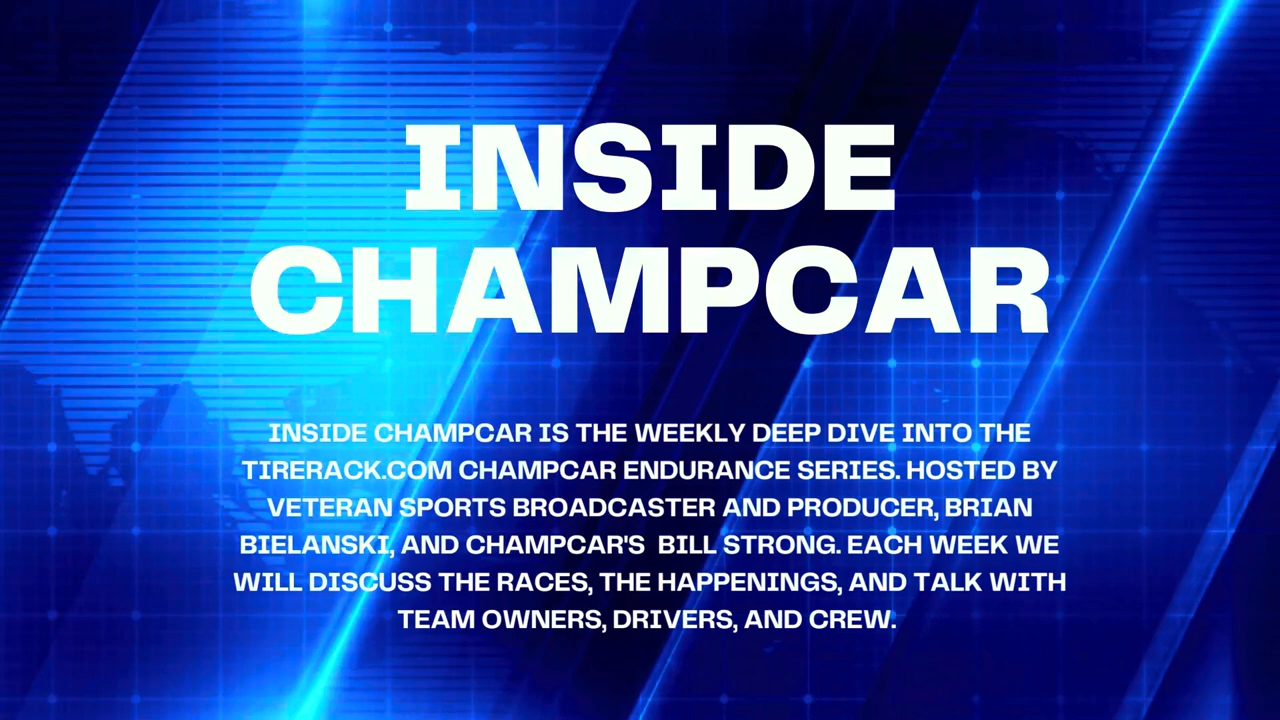 INSIDE
CHAMPCAR
INSIDE CHAMPCAR IS THE WEEKLY DEEP DIVE INTO THE
TIRERACK.COM CHAMPCAR ENDURANCE SERIES. HOSTED BY
VETERAN SPORTS BROADCASTER AND PRODUCER, BRIAN
BIELANSKI, AND CHAMPCAR'S  BILL STRONG. EACH WEEK WE
WILL DISCUSS THE RACES, THE HAPPENINGS, AND TALK WITH
TEAM OWNERS, DRIVERS, AND CREW.